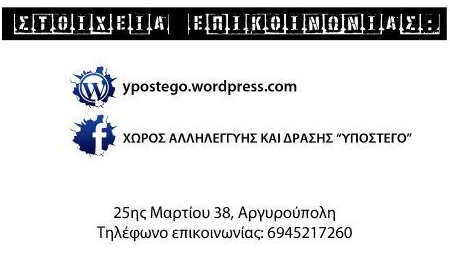 ΣΤΟΙΧΕΙΑ ΕΠΙΚΟΙΝΩΝΙΑΣ:
ypostego.wordpress.com
ΧΩΡΟΣ ΑΛΛΗΛΕΓΓΥΗΣ ΚΑΙ ΔΡΑΣΗΣ “ΥΠΟΣΤΕΓΟ”
25ης Μαρτίου 38, Αργυρούπολη
Τηλέφωνο επικοινωνίας: 6945217260